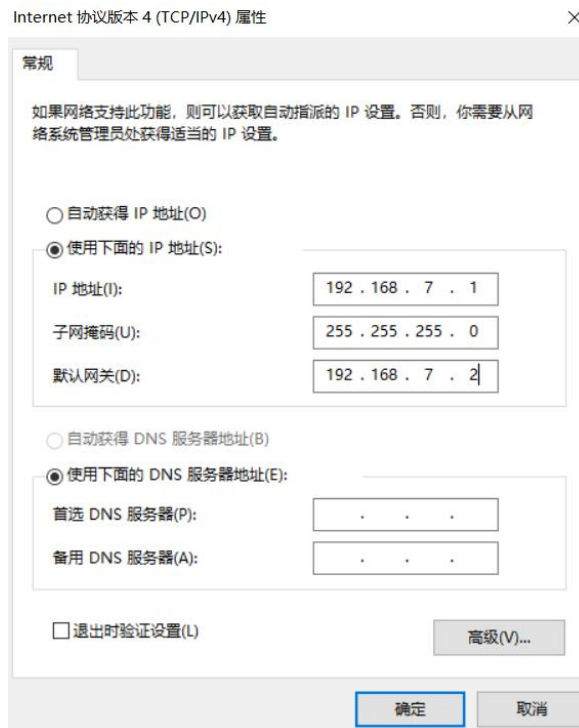 Internet 协议版本 4 (TCP/IPv4) 属性
常规
如果网络支持此功能，则可以获取自动指派的 IP 设置。否则，你需要从网
络系统管理员处获得适当的 IP 设置。
自动获得 IP 地址(O)
使用下面的 IP 地址(S):
IP 地址(I):
192 . 168 . 7 . 1
子网掩码(U):
255 . 255 . 255 . 0
默认网关(D):
192 . 168 . 7 . 2
自动获得 DNS 服务器地址(B)
使用下面的 DNS 服务器地址(E):
首选 DNS 服务器(P):
. . .
备用 DNS 服务器(A):
. . .
退出时验证设置(L)
高级(V)...
确定
取消